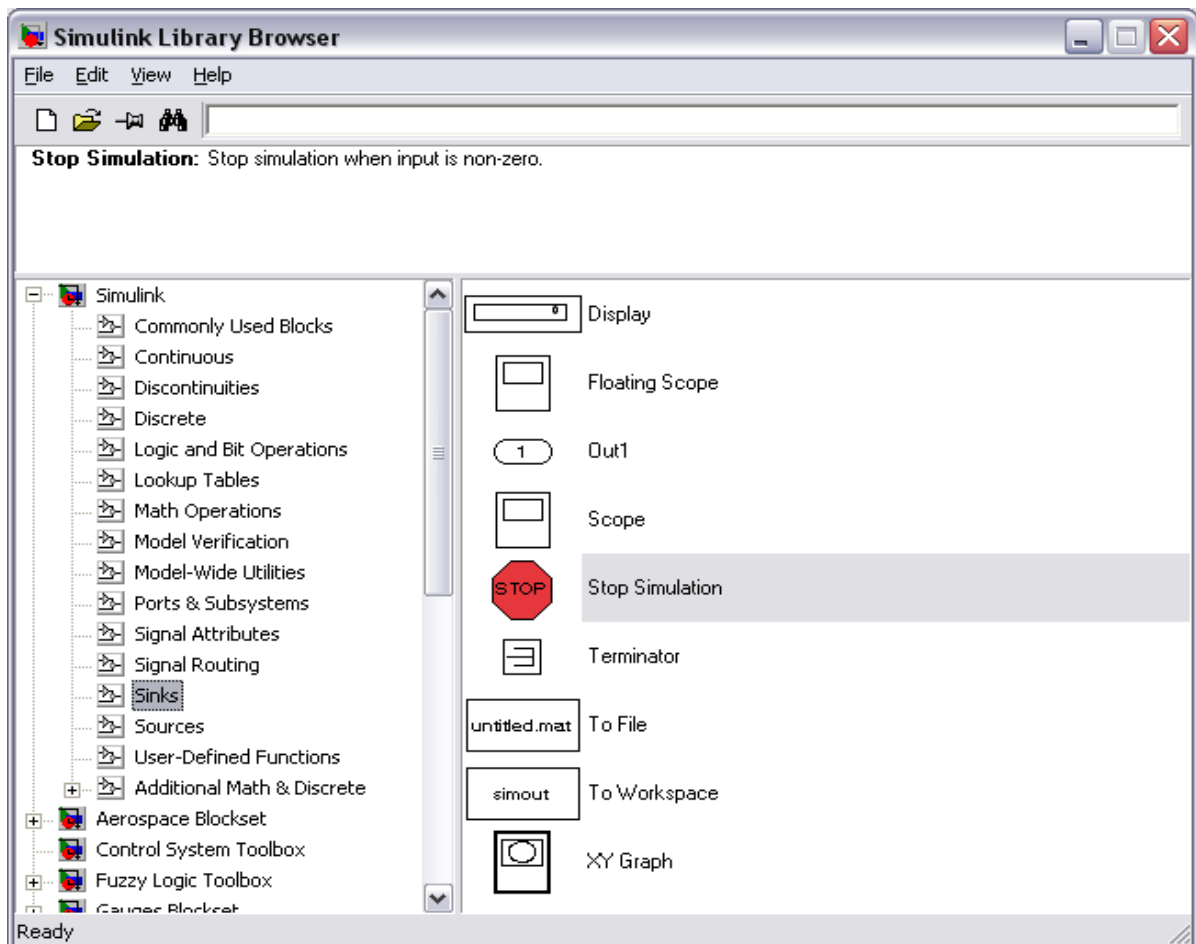 Simulink Library Browser
File Edit View Help
Stop Simulation: Stop simulation when input is non-zero.
Simulink
Commonly Used Blocks
Continuous
Discontinuities
Discrete
Logic and Bit Operations
Lookup Tables
Math Operations
Model Verification
Model-Wide Utilities
Ports & Subsystems
Signal Attributes
Signal Routing
Sinks
Sources
User-Defined Functions
Additional Math & Discrete
Aerospace Blockset
Control System Toolbox
Fuzzy Logic Toolbox
Gauges Blockset
0 Display
Floating Scope
1 Out1
Scope
STOP Stop Simulation
Terminator
untitled.mat To File
simout To Workspace
XY Graph
Ready